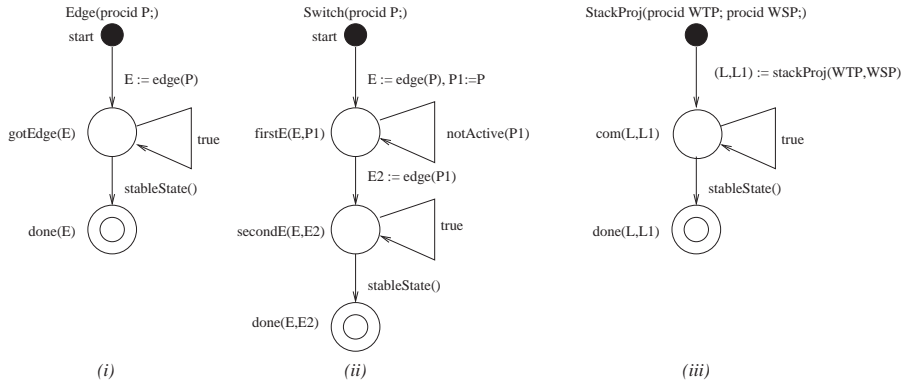 Edge(procid P;)
start
E := edge(P)
gotEdge(E)
true
stableState()
done(E)
(i)
Switch(procid P;)
start
E := edge(P), P1:=P
firstE(E,P1)
notActive(P1)
E2 := edge(P1)
secondE(E,E2)
true
stableState()
done(E,E2)
(ii)
StackProj(procid WTP; procid WSP;)
start
(L,L1) := stackProj(WTP,WSP)
com(L,L1)
true
stableState()
done(L,L1)
(iii)